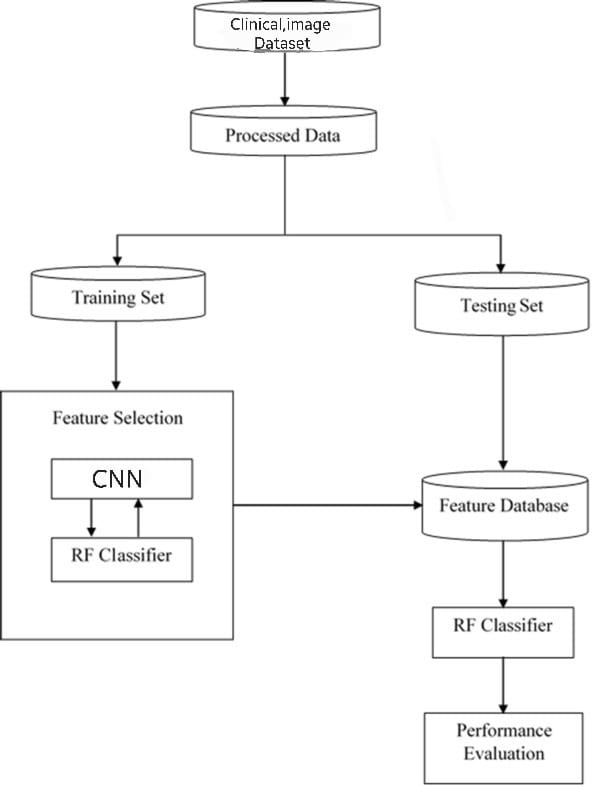 Clinical,image
Dataset
Processed Data
Training Set
Testing Set
Feature Selection
CNN
RF Classifier
Feature Database
RF Classifier
Performance
Evaluation